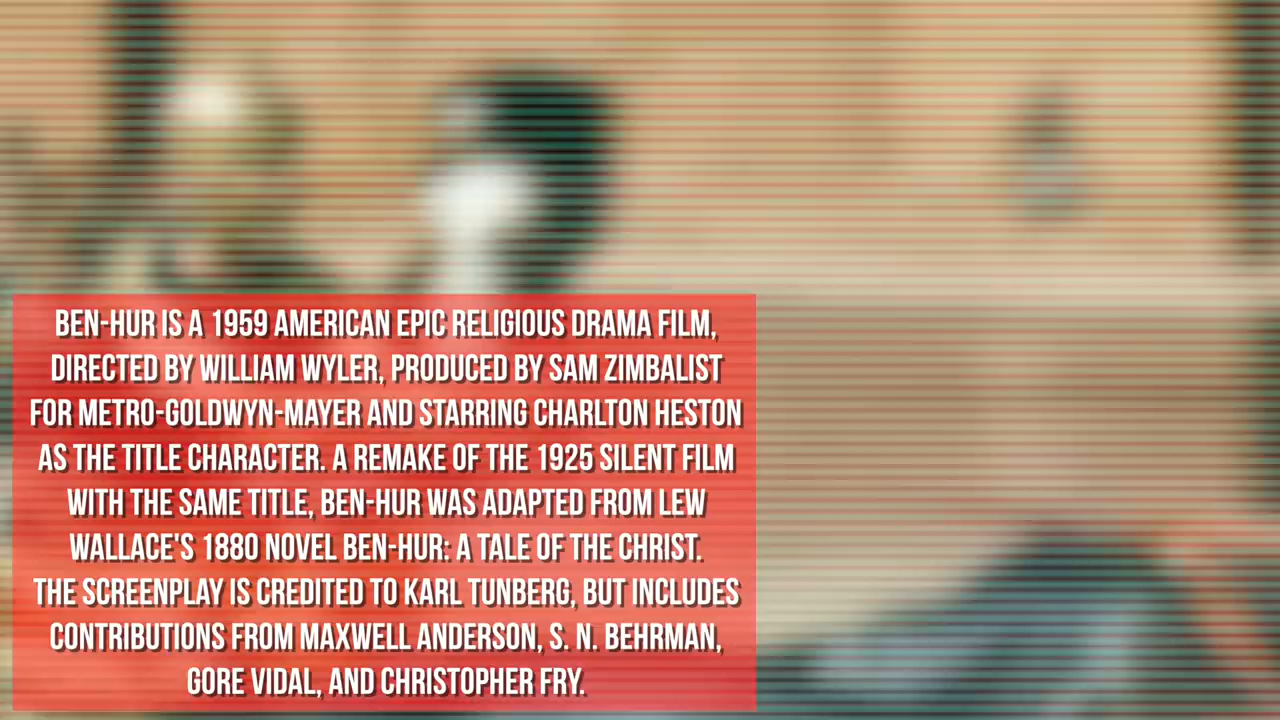 BEN-HUR IS A 1959 AMERICAN EPIC RELIGIOUS DRAMA FILM,
DIRECTED BY WILLIAM WYLER, PRODUCED BY SAM ZIMBALIST
FOR METRO-GOLDWYN-MAYER AND STARRING CHARLTON HESTON
AS THE TITLE CHARACTER. A REMAKE OF THE 1925 SILENT FILM
WITH THE SAME TITLE, BEN-HUR WAS ADAPTED FROM LEW
WALLACE'S 1880 NOVEL BEN-HUR: A TALE OF THE CHRIST.
THE SCREENPLAY IS CREDITED TO KARL TUNBERG, BUT INCLUDES
CONTRIBUTIONS FROM MAXWELL ANDERSON, S. N. BEHRMAN,
GORE VIDAL, AND CHRISTOPHER FRY.